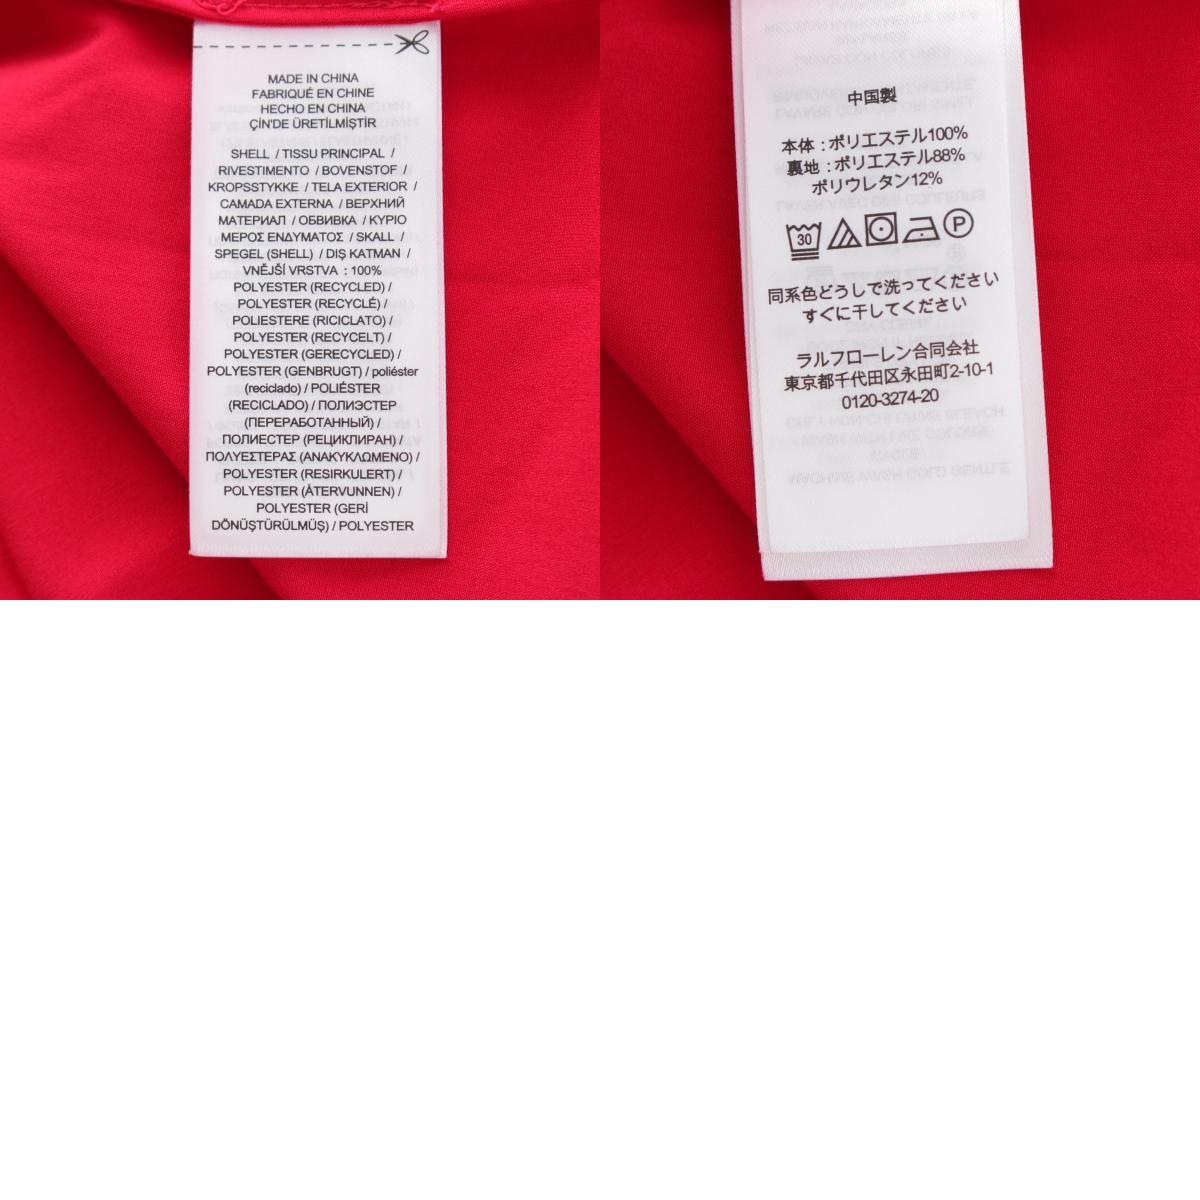 MADE IN CHINA
FABRIQUÉ EN CHINE
HECHO EN CHINA
ÇİN'DE ÜRETİLMİŞTİR
SHELL / TISSU PRINCIPAL /
RIVESTIMENTO / BOVENSTOF /
KROPSSTYKKE / TELA EXTERIOR /
CAMADA EXTERNA / ВЕРХНИЙ
МАТЕРИАЛ / ОБВИВКА / ΚΥΡΙΟ
ΜΕΡΟΣ ΕΝΔΥΜΑΤΟΣ / SKALL /
SPEGEL (SHELL) / DIŞ KATMAN /
VNĚJŠÍ VRSTVA : 100%
POLYESTER (RECYCLED) /
POLYESTER (RECYCLÉ) /
POLIESTERE (RICICLATO) /
POLYESTER (RECYCELT) /
POLYESTER (GERECYCLED) /
POLYESTER (GENBRUGT) / poliéster
(reciclado) / POLIÉSTER
(RECICLADO) / ПОЛИЭСТЕР
(ПЕРЕРАБОТАННЫЙ) /
ПОЛИЕСТЕР (РЕЦИКЛИРАН) /
ΠΟΛΥΕΣΤΕΡΑΣ (ΑΝΑΚΥΚΛΩΜΕΝΟ) /
POLYESTER (RESIRKULERT) /
POLYESTER (ÅTERVUNNEN) /
POLYESTER (GERİ
DÖNÜŞTÜRÜLMÜŞ) / POLYESTER
中国製
本体 : ポリエステル100%
裏地 : ポリエステル88%
ポリウレタン12%
30
P
同系色どうしで洗ってください
すぐに干してください
ラルフローレン合同会社
東京都千代田区永田町2-10-1
0120-3274-20